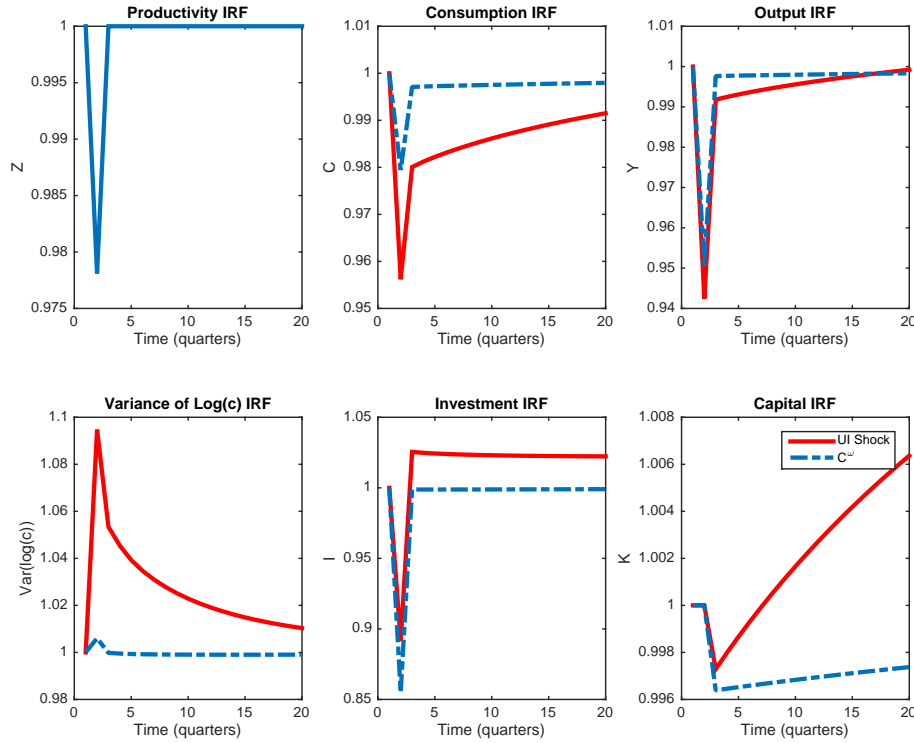 Productivity IRF
1
0.995
0.99
0.985
0.98
0.975
Z
0 5 10 15 20
Time (quarters)
Consumption IRF
1.01
1
0.99
0.98
0.97
0.96
0.95
C
0 5 10 15 20
Time (quarters)
Output IRF
1.01
1
0.99
0.98
0.97
0.96
0.95
0.94
Y
0 5 10 15 20
Time (quarters)
Variance of Log(c) IRF
1.1
1.08
1.06
1.04
1.02
1
0.98
Var(log(c))
0 5 10 15 20
Time (quarters)
Investment IRF
1.05
1
0.95
0.9
0.85
I
0 5 10 15 20
Time (quarters)
Capital IRF
1.008
1.006
1.004
1.002
1
0.998
0.996
K
UI Shock
C^ω
0 5 10 15 20
Time (quarters)